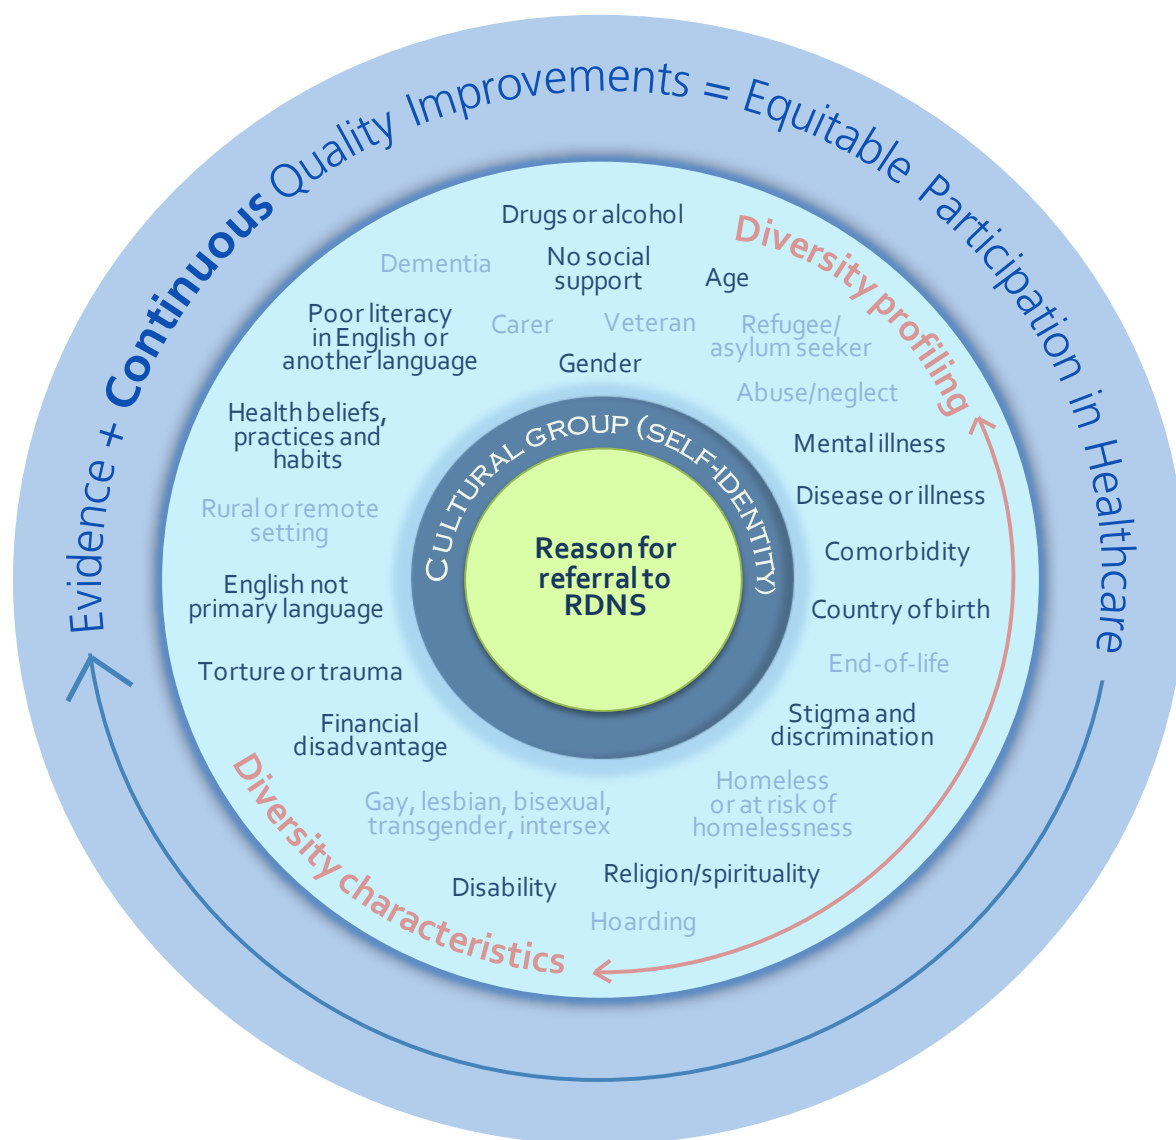 Evidence + Continuous Quality Improvements = Equitable Participation in Healthcare
Diversity profiling
Drugs or alcohol
Dementia
No social
support
Age
Poor literacy
in English or
another language
Carer
Veteran
Refugee/
asylum seeker
Gender
Abuse/neglect
Health beliefs,
practices and
habits
Mental illness
Rural or remote
setting
Disease or illness
English not
primary language
Comorbidity
Country of birth
Torture or trauma
End-of-life
Financial
disadvantage
Stigma and
discrimination
Gay, lesbian, bisexual,
transgender, intersex
Homeless
or at risk of
homelessness
Disability
Religion/spirituality
Hoarding
Diversity characteristics
CULTURAL GROUP (SELF-IDENTITY)
Reason for
referral to
RDNS